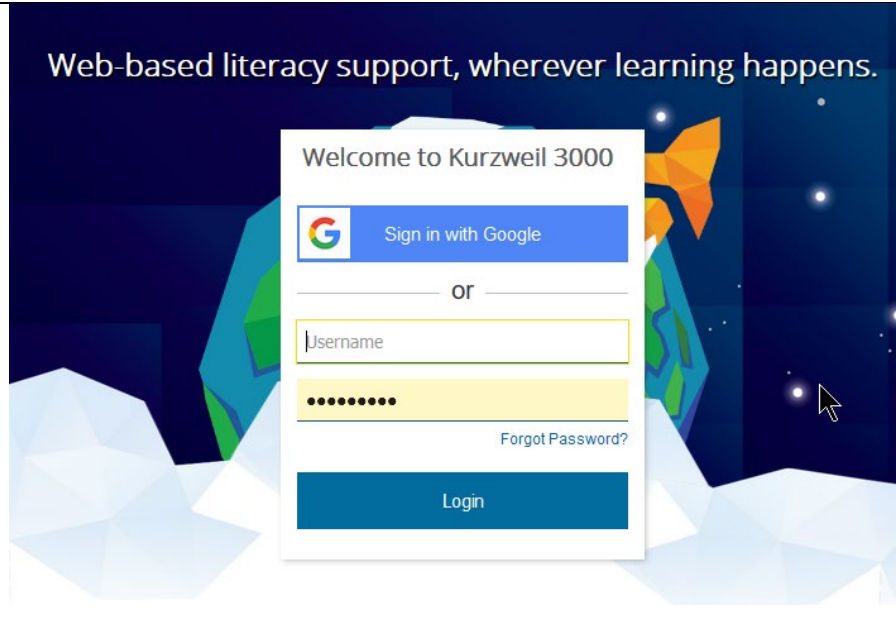 Web-based literacy support, wherever learning happens.
Welcome to Kurzweil 3000
G
Sign in with Google
or
Username
•••••••••
Forgot Password?
Login